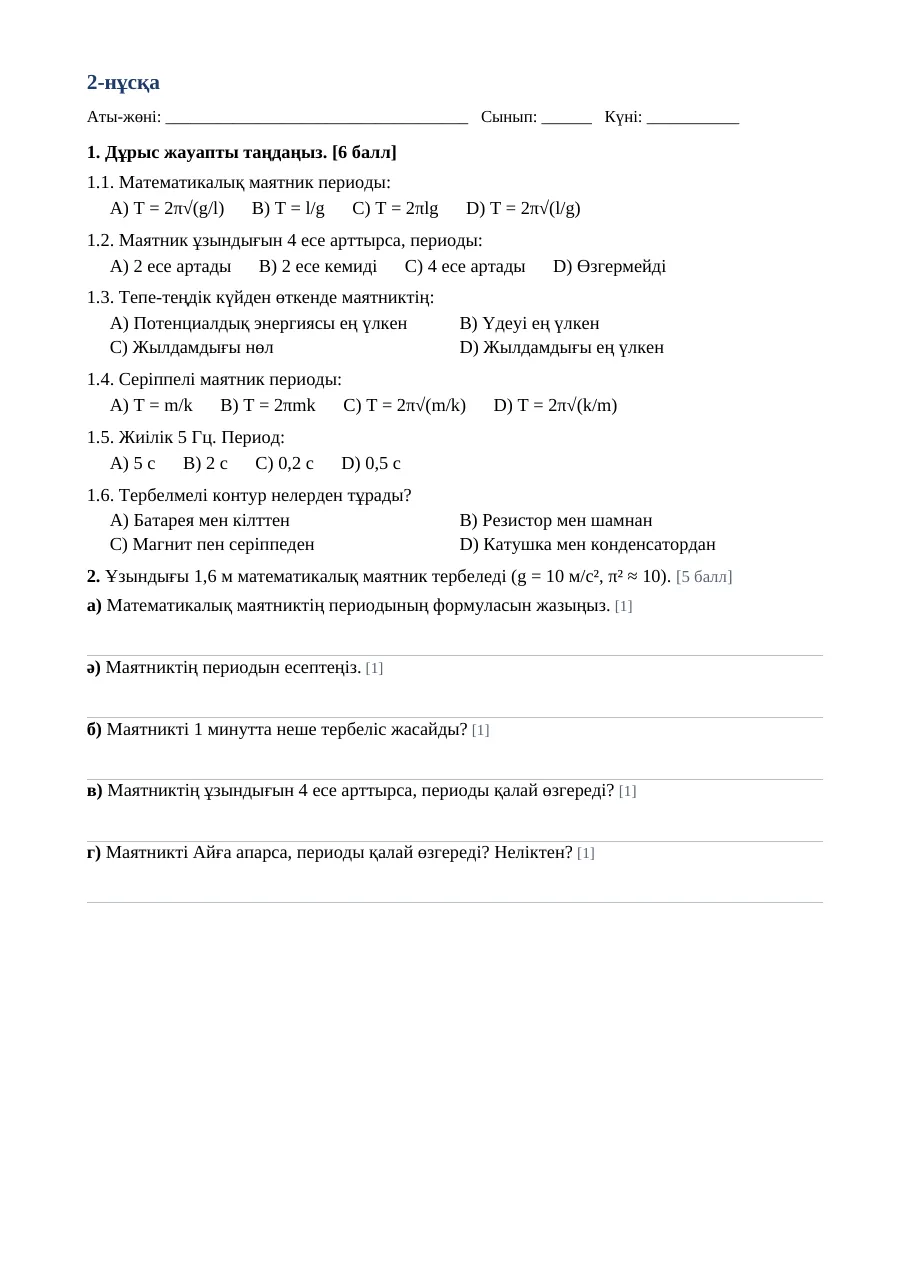 2-нұсқа
Аты-жөні: ____________________________________ Сынып: ______ Күні: ___________
1. Дұрыс жауапты таңдаңыз. [6 балл]
1.1. Математикалық маятник периоды:
A) T = 2π√(g/l) B) T = l/g C) T = 2πlg D) T = 2π√(l/g)
1.2. Маятник ұзындығын 4 есе арттырса, периоды:
A) 2 есе артады B) 2 есе кемиді C) 4 есе артады D) Өзгермейді
1.3. Тепе-теңдік күйден өткенде маятниктің:
A) Потенциалдық энергиясы ең үлкен B) Үдеуі ең үлкен
C) Жылдамдығы нөл D) Жылдамдығы ең үлкен
1.4. Серіппелі маятник периоды:
A) T = m/k B) T = 2πmk C) T = 2π√(m/k) D) T = 2π√(k/m)
1.5. Жиілік 5 Гц. Период:
A) 5 с B) 2 с C) 0,2 с D) 0,5 с
1.6. Тербелмелі контур нелерден тұрады?
A) Батарея мен кілттен B) Резистор мен шамнан
C) Магнит пен серіппеден D) Катушка мен конденсатордан
2. Ұзындығы 1,6 м математикалық маятник тербеледі (g = 10 м/с², π² ≈ 10). [5 балл]
а) Математикалық маятниктің периодының формуласын жазыңыз. [1]
ә) Маятниктің периодын есептеңіз. [1]
б) Маятникті 1 минутта неше тербеліс жасайды? [1]
в) Маятниктің ұзындығын 4 есе арттырса, периоды қалай өзгереді? [1]
г) Маятникті Айға апарса, периоды қалай өзгереді? Неліктен? [1]